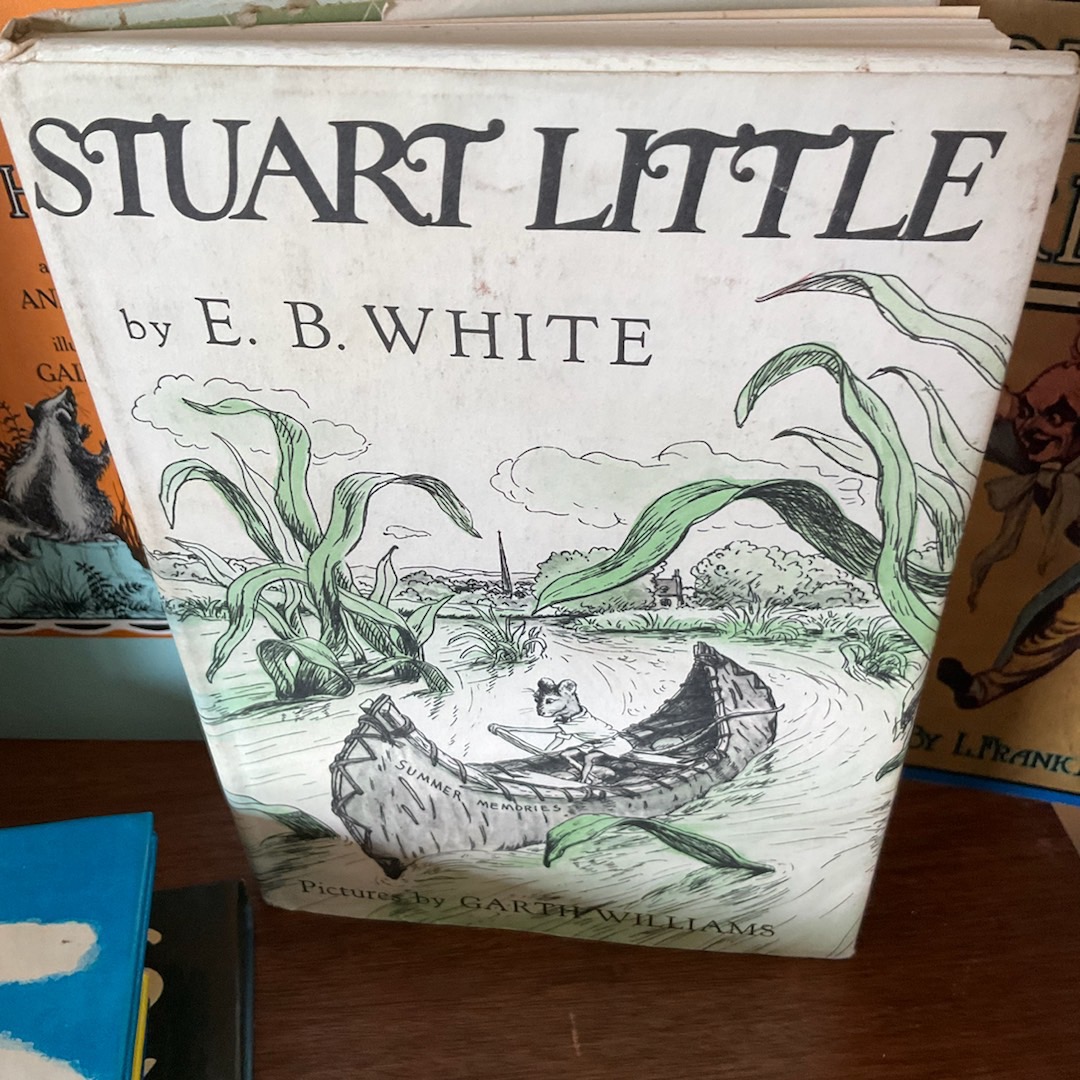 STUART LITTLE
by E. B. WHITE
SUMMER MEMORIES
Pictures by GARTH WILLIAMS
BY L. FRANK